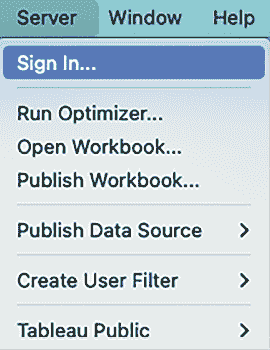 Server Window Help
Sign In...
Run Optimizer...
Open Workbook...
Publish Workbook...
Publish Data Source
Create User Filter
Tableau Public